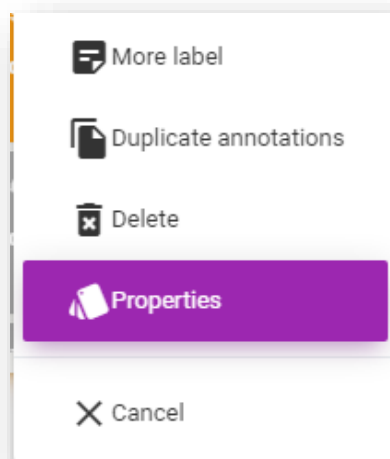 More label
Duplicate annotations
Delete
Properties
Cancel